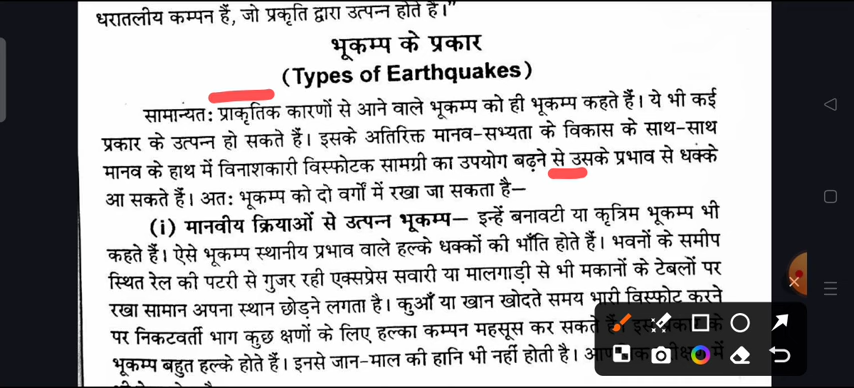 धरातलीय कम्पन हैं, जो प्रकृति द्वारा उत्पन्न होते हैं।"
भूकम्प के प्रकार
(Types of Earthquakes)
सामान्यत: प्राकृतिक कारणों से आने वाले भूकम्प को ही भूकम्प कहते हैं। ये भी कई
प्रकार के उत्पन्न हो सकते हैं। इसके अतिरिक्त मानव-सभ्यता के विकास के साथ-साथ
मानव के हाथ में विनाशकारी विस्फोटक सामग्री का उपयोग बढ़ने से उसके प्रभाव से धक्के
आ सकते हैं। अत: भूकम्प को दो वर्गों में रखा जा सकता है—
(i) मानवीय क्रियाओं से उत्पन्न भूकम्प— इन्हें बनावटी या कृत्रिम भूकम्प भी
कहते हैं। ऐसे भूकम्प स्थानीय प्रभाव वाले हल्के धक्कों की भाँति होते हैं। भवनों के समीप
स्थित रेल की पटरी से गुजर रही एक्सप्रेस सवारी या मालगाड़ी से भी मकानों के टेबलों पर
रखा सामान अपना स्थान छोड़ने लगता है। कुआँ या खान खोदते समय भारी विस्फोट करने
पर निकटवर्ती भाग कुछ क्षणों के लिए हल्का कम्पन महसूस कर सकते हैं। इस प्रकार के
भूकम्प बहुत हल्के होते हैं। इनसे जान-माल की हानि भी नहीं होती है। में